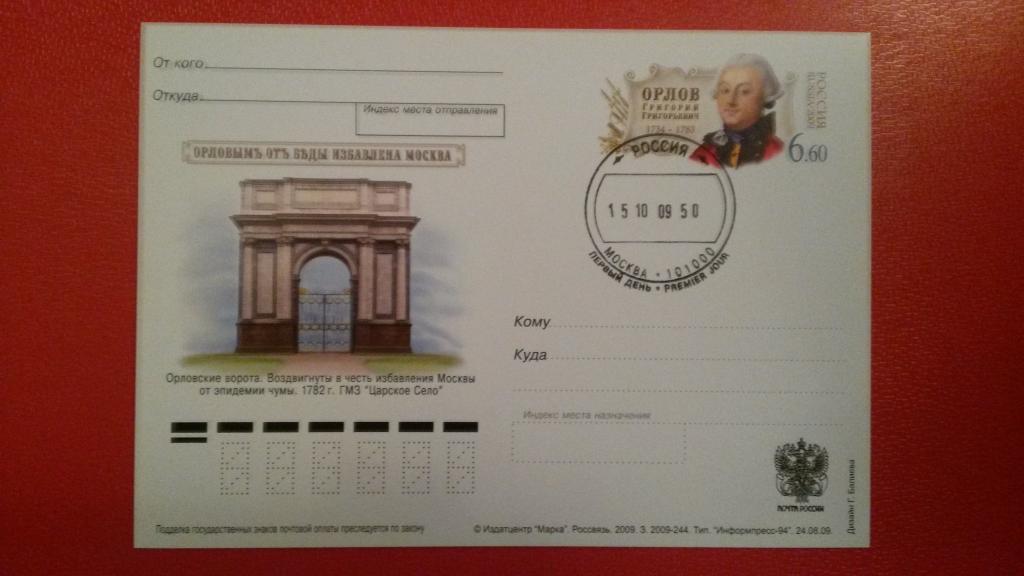 От кого
Откуда
Индекс места отправления
ОРЛОВЫМЪ ОТЪ БѢДЫ ИЗБАВЛЕНА МОСКВА
Орловские ворота. Воздвигнуты в честь избавления Москвы
от эпидемии чумы. 1782 г. ГМЗ "Царское Село"
ОРЛОВ
ГРИГОРИЙ
ГРИГОРЬЕВИЧ
1734 - 1783
РОССИЯ
ROSSIJA 2009
6.60
РОССИЯ
15 10 09 50
МОСКВА • 101000
ПЕРВЫЙ ДЕНЬ • PREMIER JOUR
Кому
Куда
Индекс места назначения
ПОЧТА РОССИИ
Дизайн Г. Балиева
Подделка государственных знаков почтовой оплаты преследуется по закону
© Издатцентр "Марка". Россвязь. 2009. З. 2009-244. Тип. "Информпресс-94". 24.08.09.